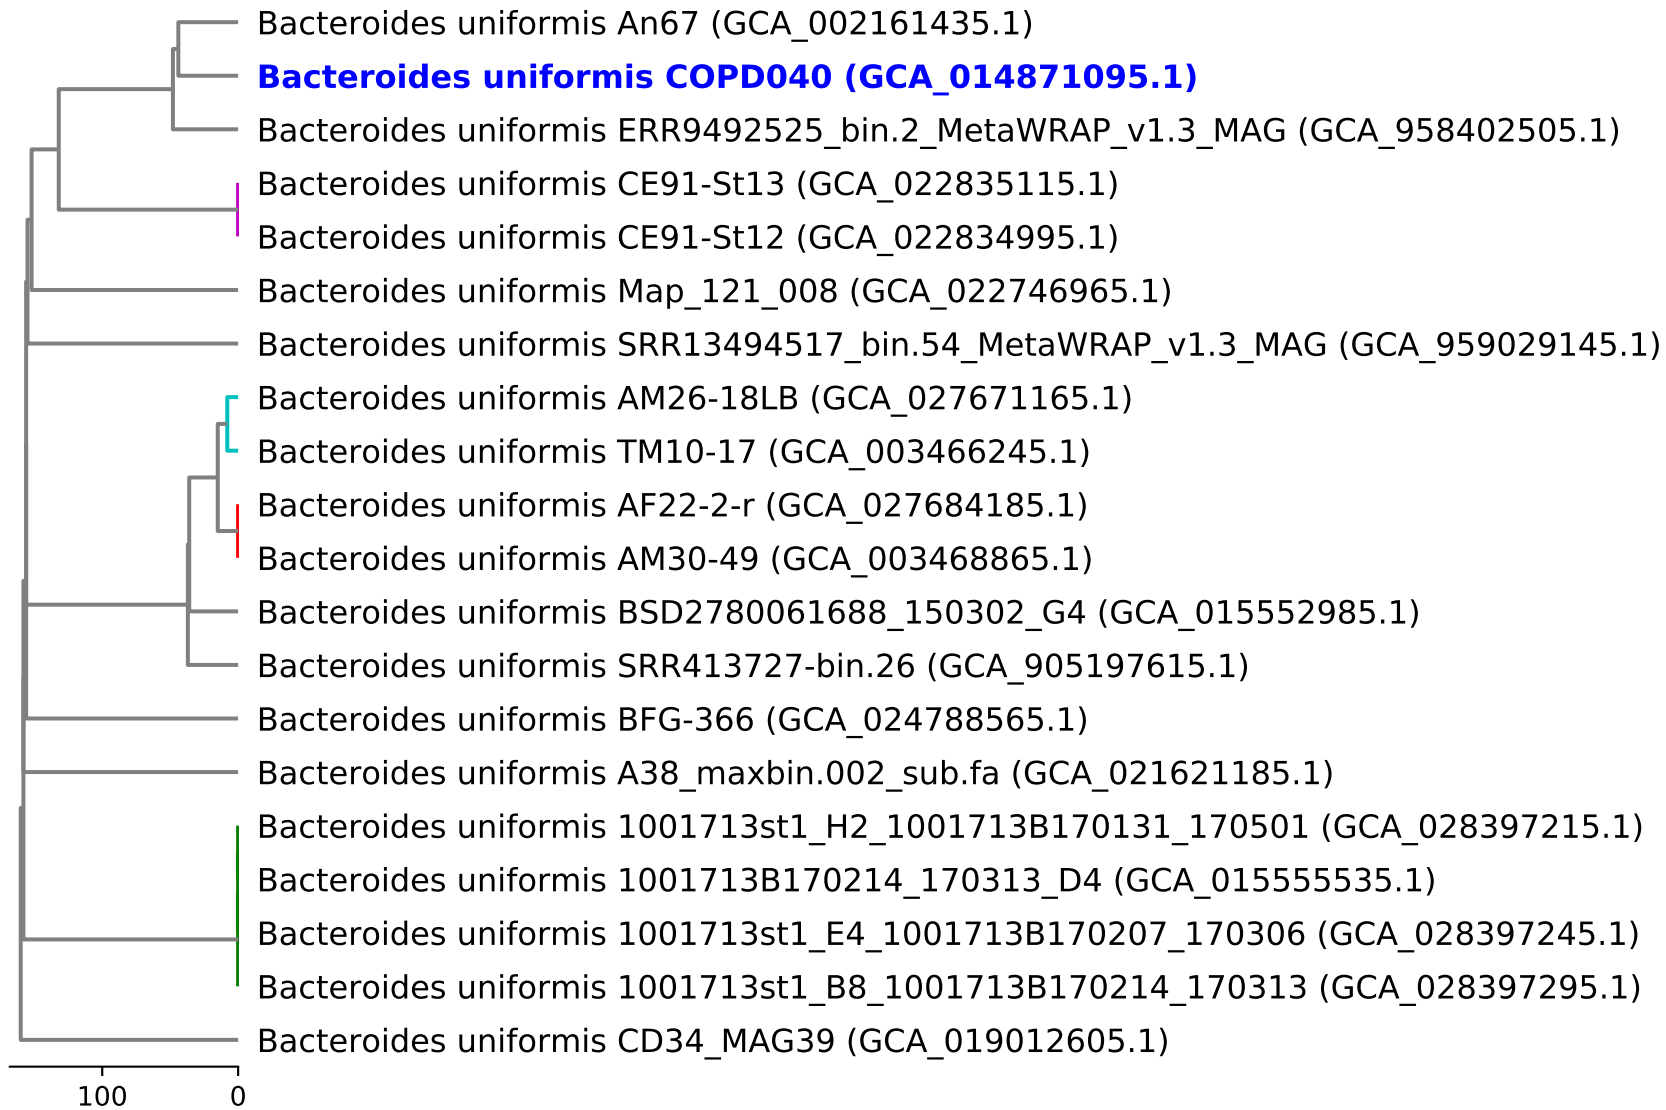 Bacteroides uniformis An67 (GCA_002161435.1)
Bacteroides uniformis COPD040 (GCA_014871095.1)
Bacteroides uniformis ERR9492525_bin.2_MetaWRAP_v1.3_MAG (GCA_958402505.1)
Bacteroides uniformis CE91-St13 (GCA_022835115.1)
Bacteroides uniformis CE91-St12 (GCA_022834995.1)
Bacteroides uniformis Map_121_008 (GCA_022746965.1)
Bacteroides uniformis SRR13494517_bin.54_MetaWRAP_v1.3_MAG (GCA_959029145.1)
Bacteroides uniformis AM26-18LB (GCA_027671165.1)
Bacteroides uniformis TM10-17 (GCA_003466245.1)
Bacteroides uniformis AF22-2-r (GCA_027684185.1)
Bacteroides uniformis AM30-49 (GCA_003468865.1)
Bacteroides uniformis BSD2780061688_150302_G4 (GCA_015552985.1)
Bacteroides uniformis SRR413727-bin.26 (GCA_905197615.1)
Bacteroides uniformis BFG-366 (GCA_024788565.1)
Bacteroides uniformis A38_maxbin.002_sub.fa (GCA_021621185.1)
Bacteroides uniformis 1001713st1_H2_1001713B170131_170501 (GCA_028397215.1)
Bacteroides uniformis 1001713B170214_170313_D4 (GCA_015555535.1)
Bacteroides uniformis 1001713st1_E4_1001713B170207_170306 (GCA_028397245.1)
Bacteroides uniformis 1001713st1_B8_1001713B170214_170313 (GCA_028397295.1)
Bacteroides uniformis CD34_MAG39 (GCA_019012605.1)
100 0